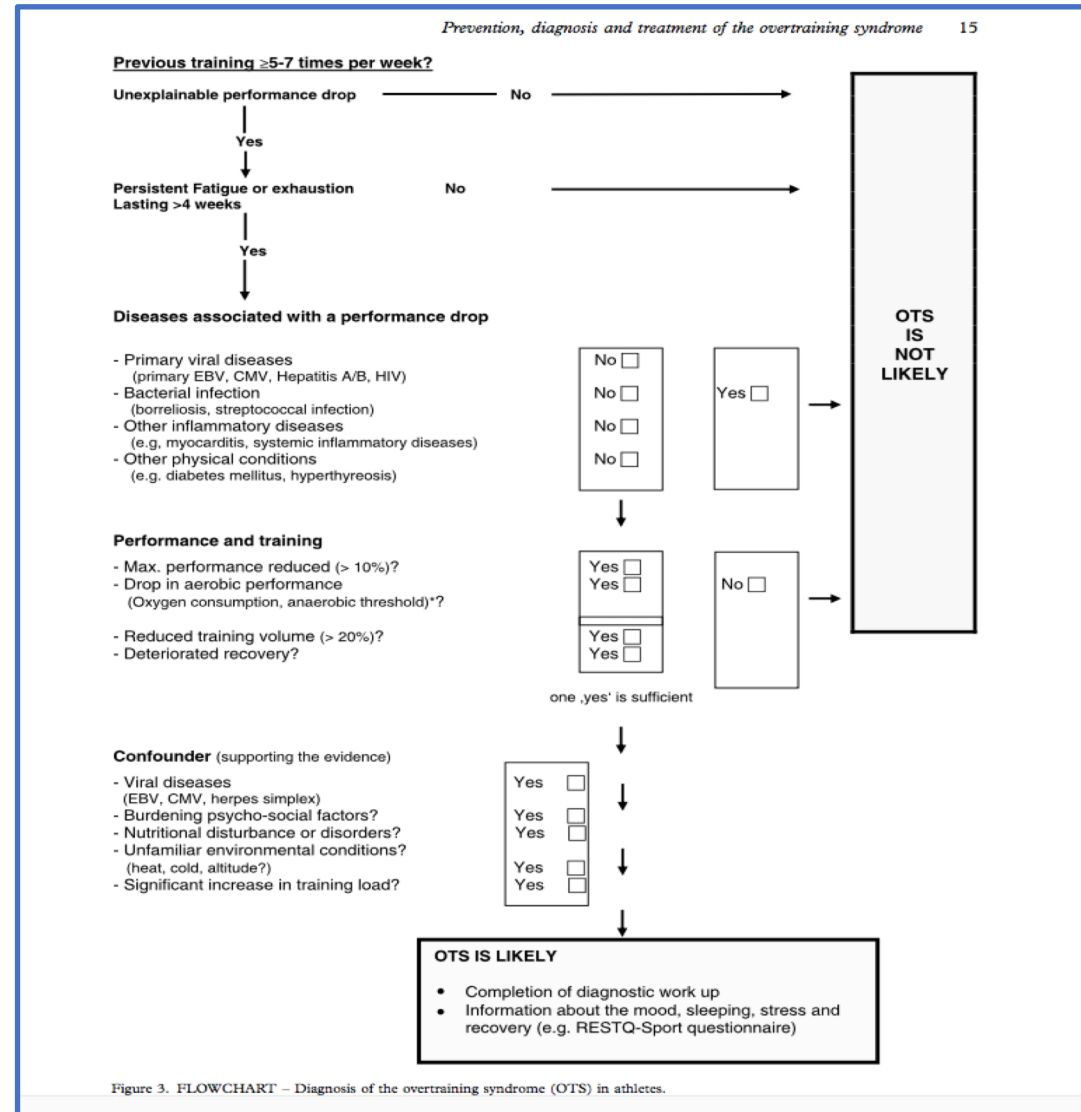 Prevention, diagnosis and treatment of the overtraining syndrome 15
Previous training ≥5-7 times per week?
Unexplainable performance drop No
Yes
Persistent Fatigue or exhaustion No
Lasting >4 weeks
Yes
Diseases associated with a performance drop
- Primary viral diseases No
(primary EBV, CMV, Hepatitis A/B, HIV)
- Bacterial infection No Yes
(borreliosis, streptococcal infection)
- Other inflammatory diseases No
(e.g, myocarditis, systemic inflammatory diseases)
- Other physical conditions No
(e.g. diabetes mellitus, hyperthyreosis)
OTS
IS
NOT
LIKELY
Performance and training
- Max. performance reduced (> 10%)? Yes
- Drop in aerobic performance Yes No
(Oxygen consumption, anaerobic threshold)*?
- Reduced training volume (> 20%)? Yes
- Deteriorated recovery? Yes
one ‚yes‘ is sufficient
Confounder (supporting the evidence)
- Viral diseases Yes
(EBV, CMV, herpes simplex)
- Burdening psycho-social factors? Yes
- Nutritional disturbance or disorders? Yes
- Unfamiliar environmental conditions?
(heat, cold, altitude?) Yes
- Significant increase in training load? Yes
OTS IS LIKELY
• Completion of diagnostic work up
• Information about the mood, sleeping, stress and
recovery (e.g. RESTQ-Sport questionnaire)
Figure 3. FLOWCHART – Diagnosis of the overtraining syndrome (OTS) in athletes.